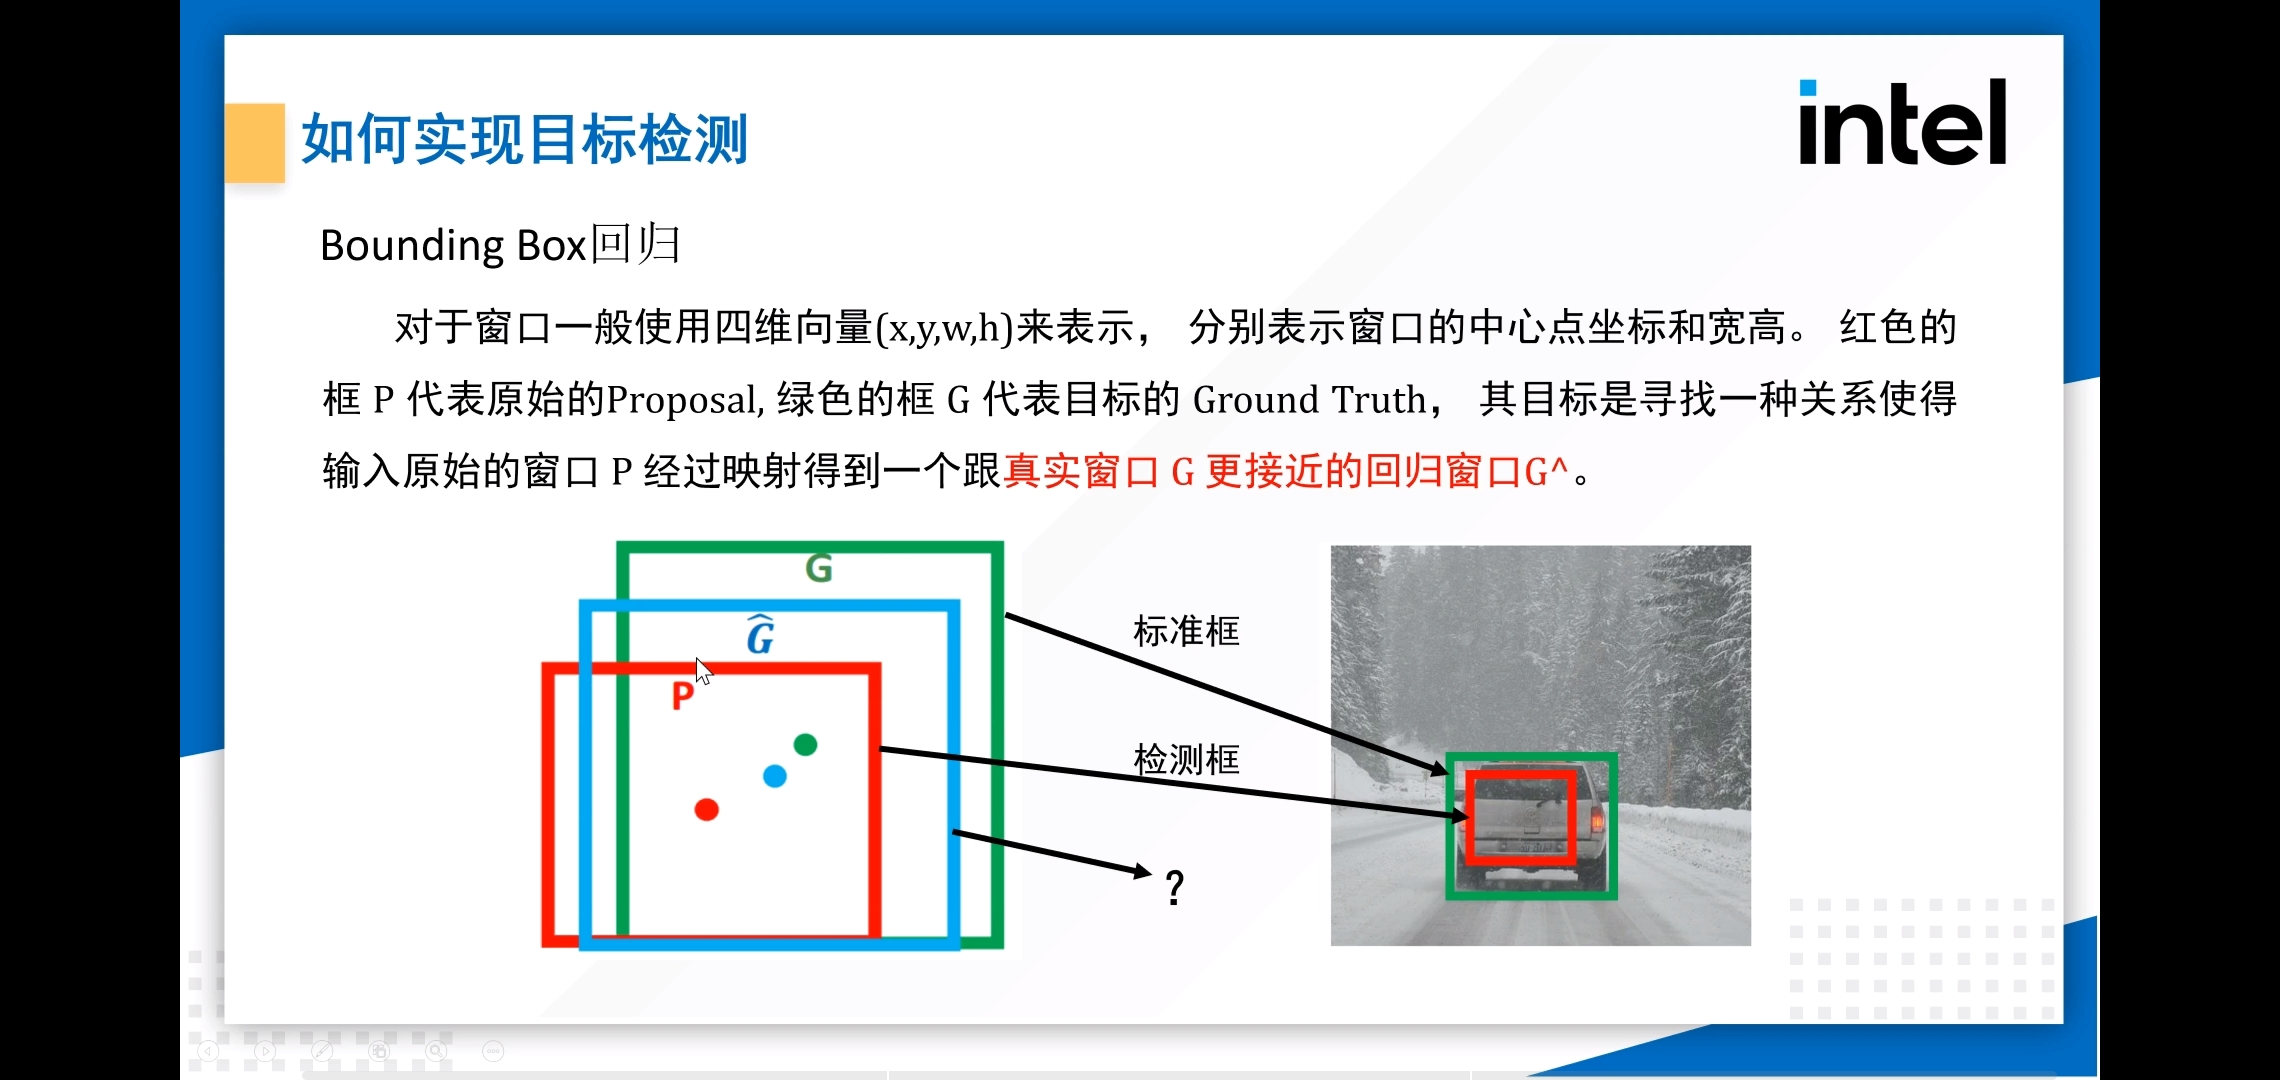 如何实现目标检测
intel
Bounding Box回归
对于窗口一般使用四维向量(x,y,w,h)来表示， 分别表示窗口的中心点坐标和宽高。 红色的
框 P 代表原始的Proposal, 绿色的框 G 代表目标的 Ground Truth， 其目标是寻找一种关系使得
输入原始的窗口 P 经过映射得到一个跟真实窗口 G 更接近的回归窗口G^。
G
Ĝ
P
标准框
检测框
?